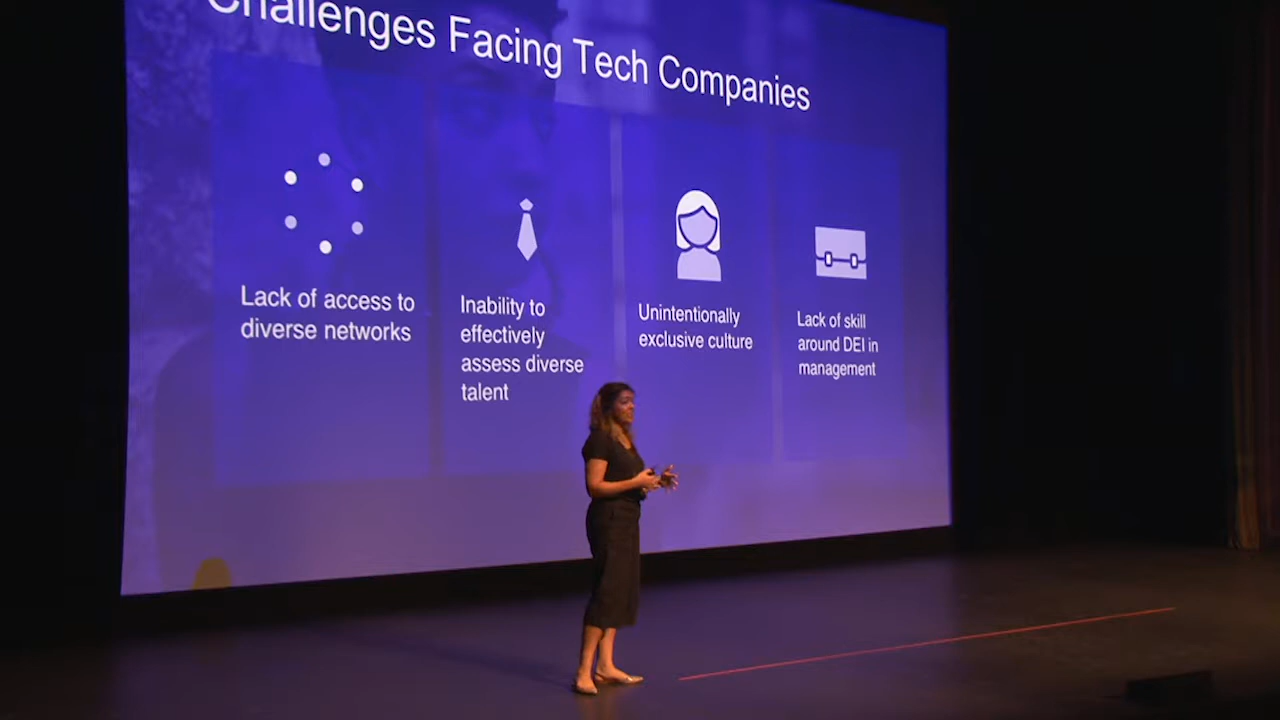 Challenges Facing Tech Companies
Lack of access to
diverse networks
Inability to
effectively
assess diverse
talent
Unintentionally
exclusive culture
Lack of skill
around DEI in
management